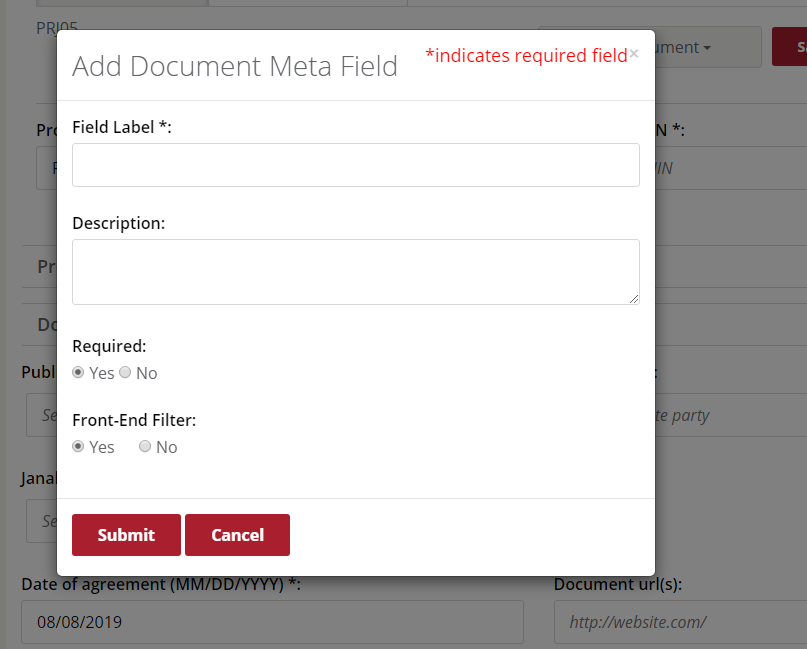 PRJ05
ument
Add Document Meta Field
*indicates required field×
Field Label *:
N *:
Description:
Pr
Do
Required:
Publ
Yes No
Se
te party
Front-End Filter:
Yes No
Janal
Se
Submit Cancel
Date of agreement (MM/DD/YYYY) *: Document url(s):
08/08/2019 http://website.com/